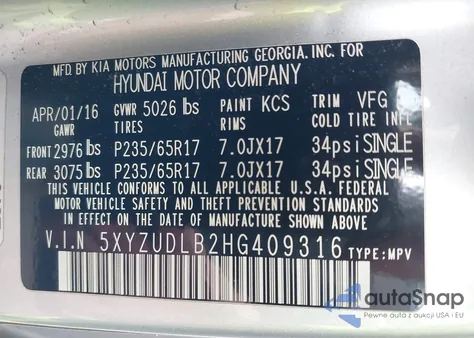 MFD. BY KIA MOTORS MANUFACTURING GEORGIA, INC. FOR
HYUNDAI MOTOR COMPANY
APR/01/16 GVWR 5026 lbs PAINT KCS TRIM VFG
GAWR TIRES RIMS COLD TIRE INFL.
FRONT 2976 lbs P235/65R17 7.0JX17 34psi SINGLE
REAR 3075 lbs P235/65R17 7.0JX17 34psi SINGLE
THIS VEHICLE CONFORMS TO ALL APPLICABLE U.S.A. FEDERAL
MOTOR VEHICLE SAFETY AND THEFT PREVENTION STANDARDS
IN EFFECT ON THE DATE OF MANUFACTURE SHOWN ABOVE.
V.I.N 5XYZUDLB2HG409316 TYPE: MPV
autaSnap
Pewne auta z aukcji USA i EU